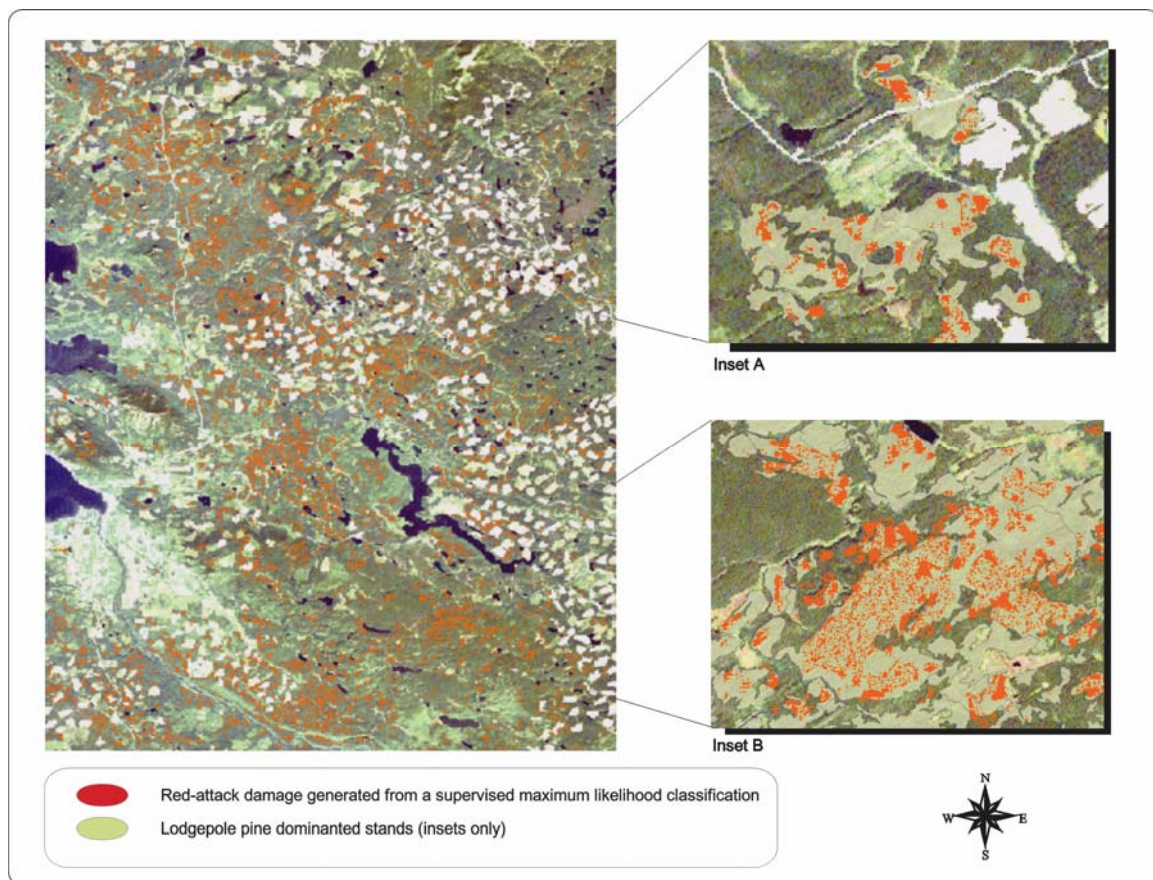 Inset A
Inset B
Red-attack damage generated from a supervised maximum likelihood classification
Lodgepole pine dominanted stands (insets only)
N
W E
S